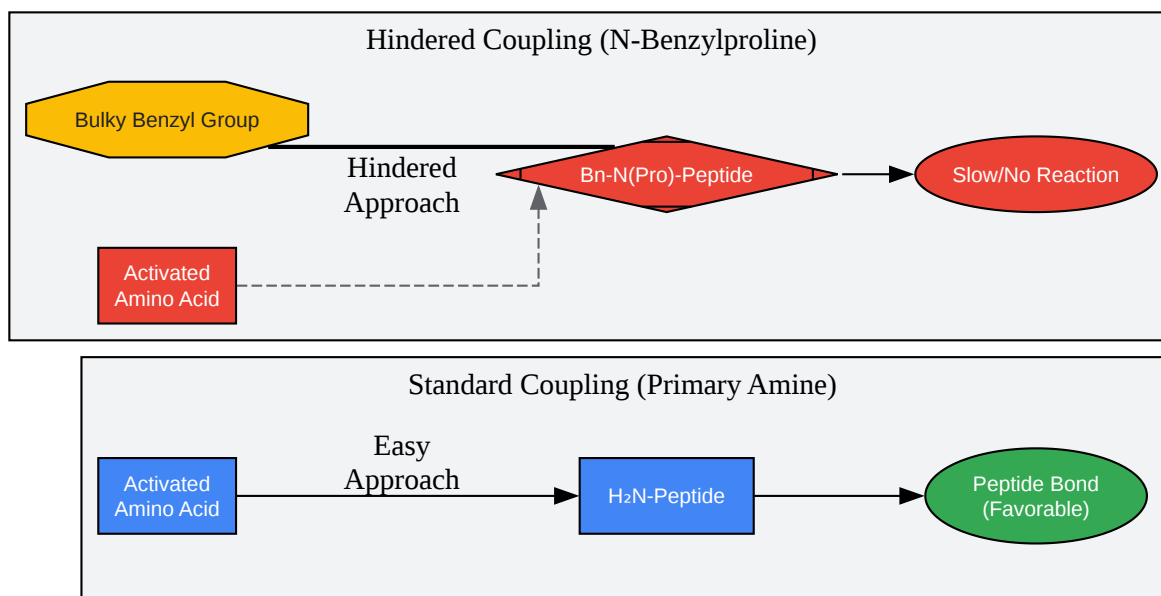 Hindered Coupling (N-Benzylproline)
Bulky Benzyl Group
Hindered
Approach
Bn-N(Pro)-Peptide
Slow/No Reaction
Activated
Amino Acid
Standard Coupling (Primary Amine)
Easy
Approach
Activated
Amino Acid
H₂N-Peptide
Peptide Bond
(Favorable)